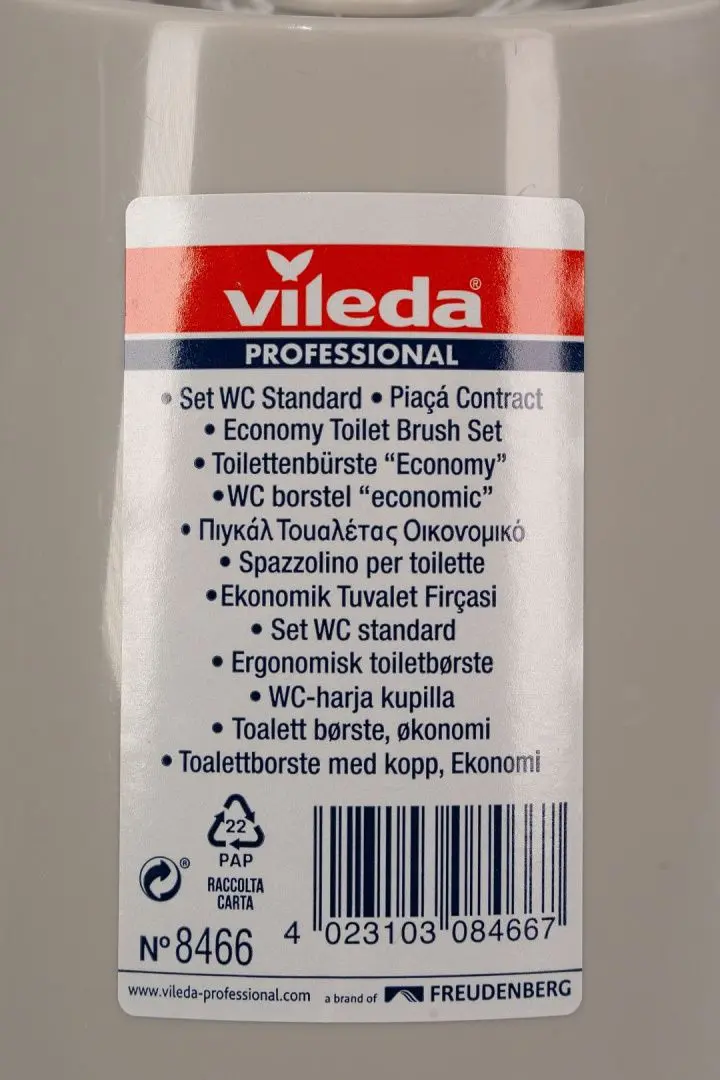 vileda®
PROFESSIONAL
• Set WC Standard • Piaçá Contract
• Economy Toilet Brush Set
• Toilettenbürste “Economy”
•WC borstel “economic”
• Πιγκάλ Τουαλέτας Οικονομικό
• Spazzolino per toilette
•Ekonomik Tuvalet Firçasi
• Set WC standard
• Ergonomisk toiletbørste
• WC-harja kupilla
• Toalett børste, økonomi
• Toalettborste med kopp, Ekonomi
22
PAP
®
RACCOLTA
CARTA
Nº 8466
4 023103 084667
www.vileda-professional.com a brand of FREUDENBERG